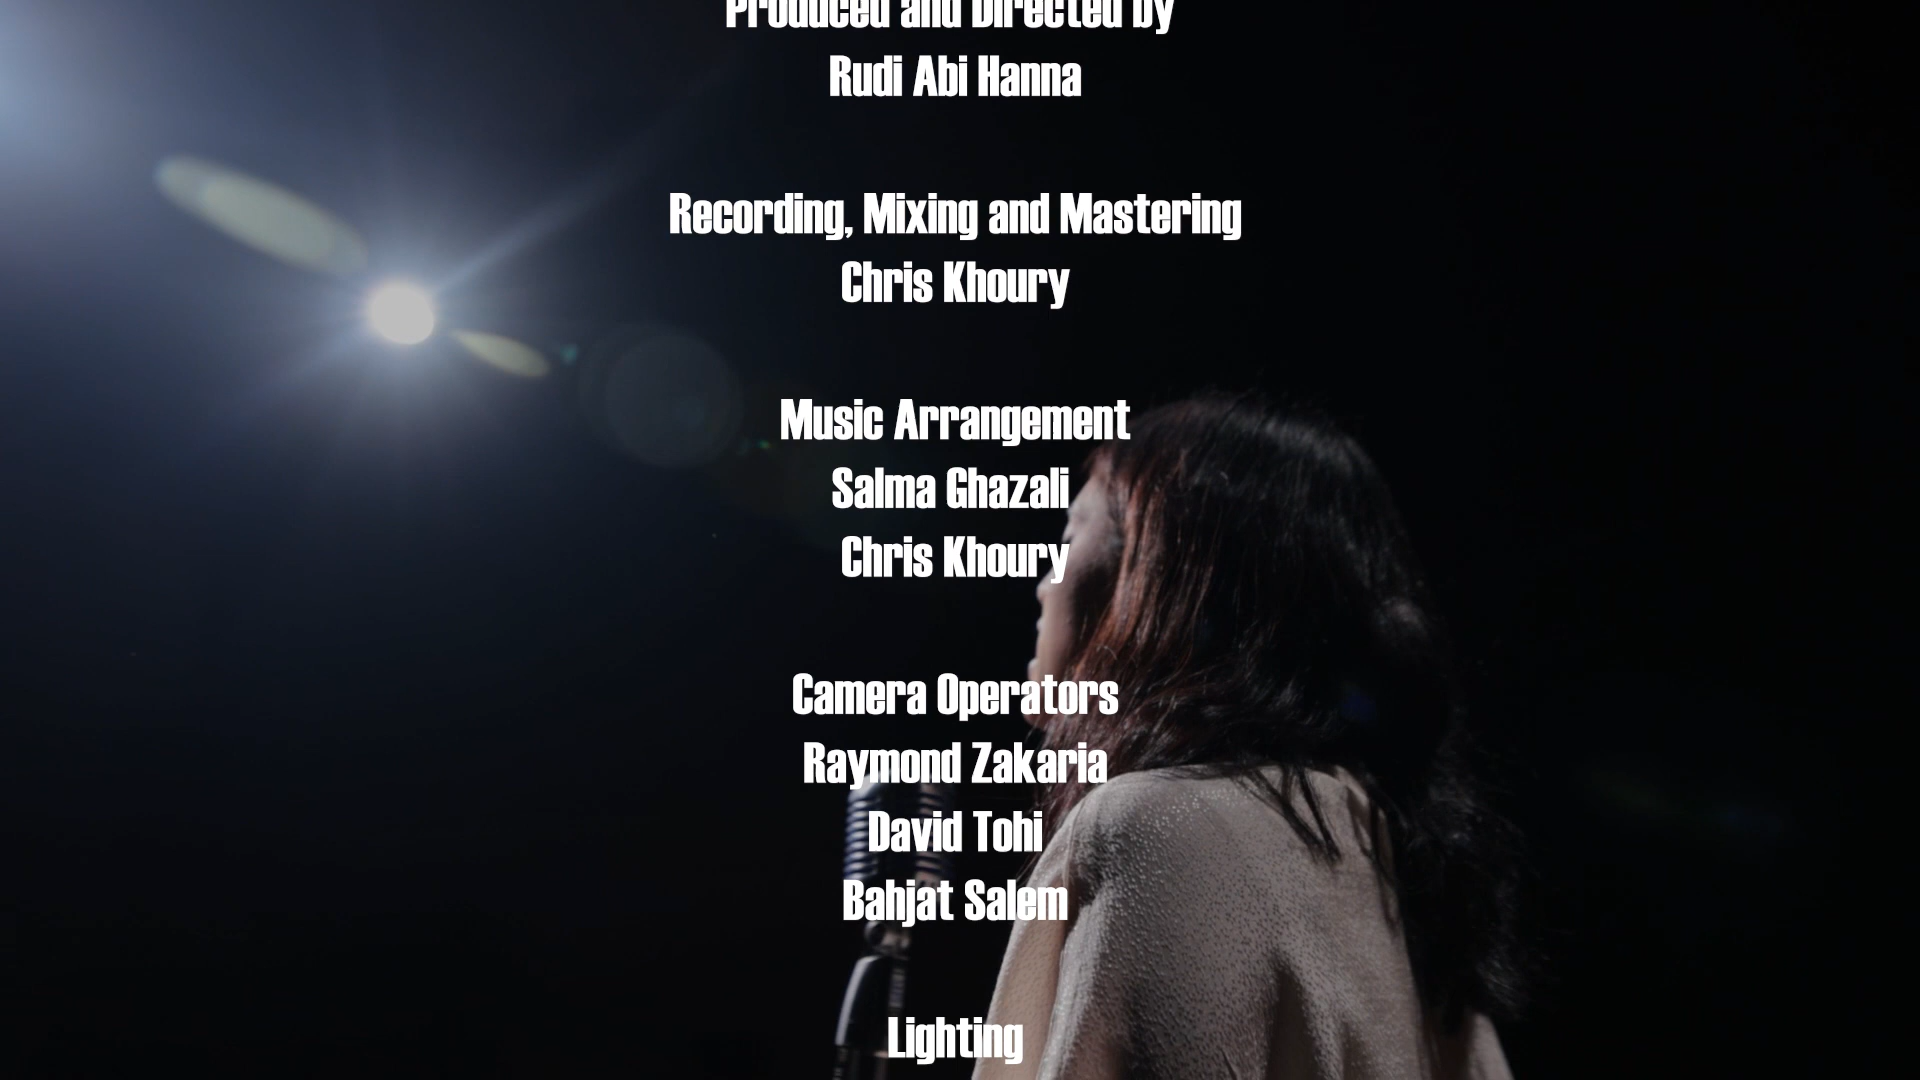 Produced and Directed by
Rudi Abi Hanna
Recording, Mixing and Mastering
Chris Khoury
Music Arrangement
Salma Ghazali
Chris Khoury
Camera Operators
Raymond Zakaria
David Tohi
Bahjat Salem
Lighting